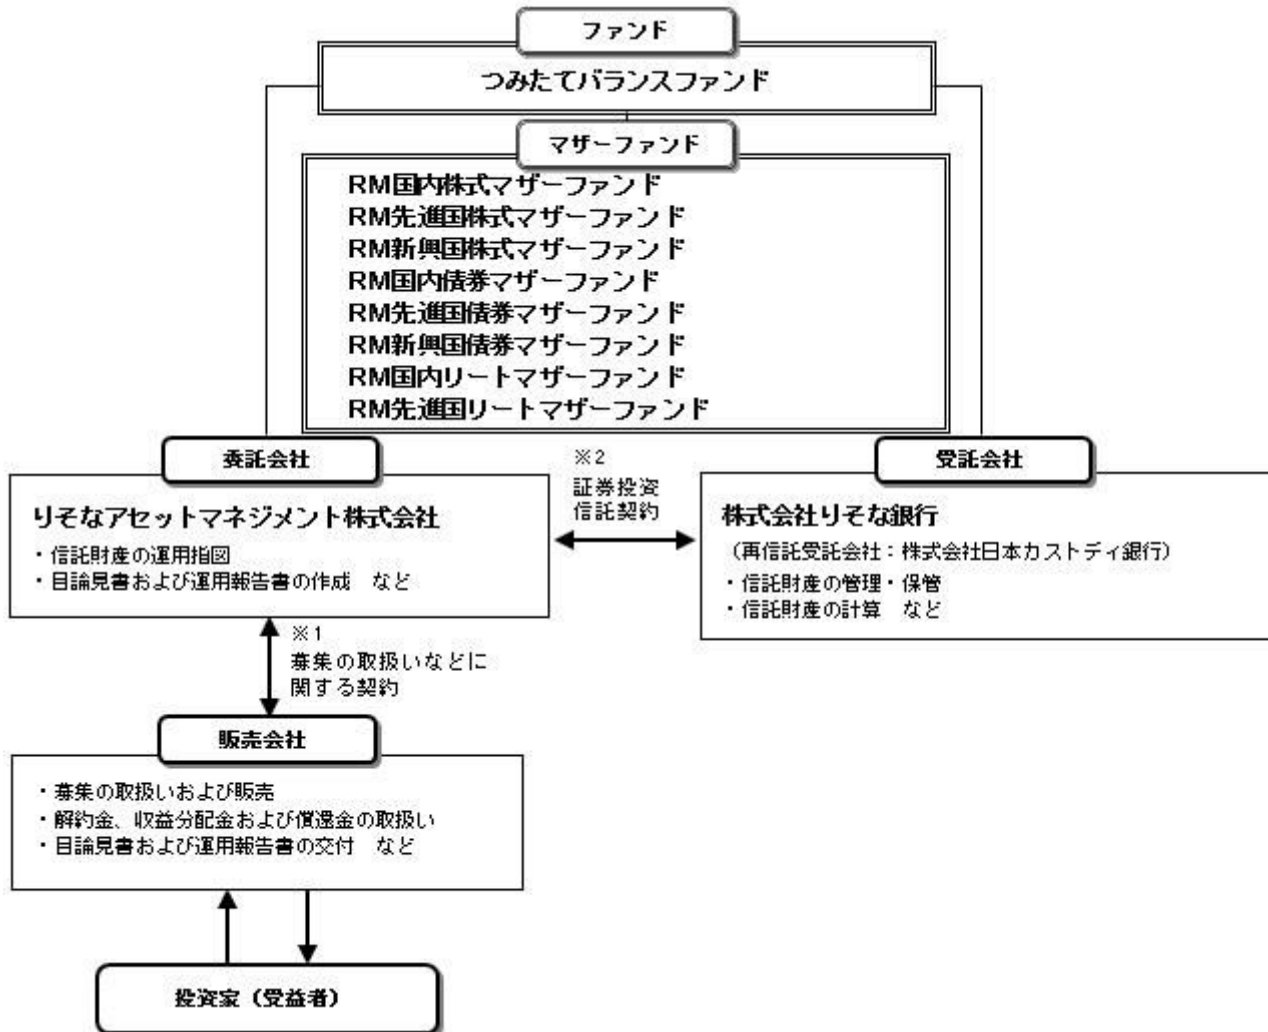 ファンド
つみたてバランスファンド
マザーファンド
RM国内株式マザーファンド
RM先進国株式マザーファンド
RM新興国株式マザーファンド
RM国内債券マザーファンド
RM先進国債券マザーファンド
RM新興国債券マザーファンド
RM国内リートマザーファンド
RM先進国リートマザーファンド
委託会社
りそなアセットマネジメント株式会社
・信託財産の運用指図
・目論見書および運用報告書の作成 など
※2
証券投資
信託契約
受託会社
株式会社りそな銀行
(再信託受託会社:株式会社日本カストディ銀行)
・信託財産の管理・保管
・信託財産の計算 など
※1
募集の取扱いなどに
関する契約
販売会社
・募集の取扱いおよび販売
・解約金、収益分配金および償還金の取扱い
・目論見書および運用報告書の交付 など
投資家(受益者)